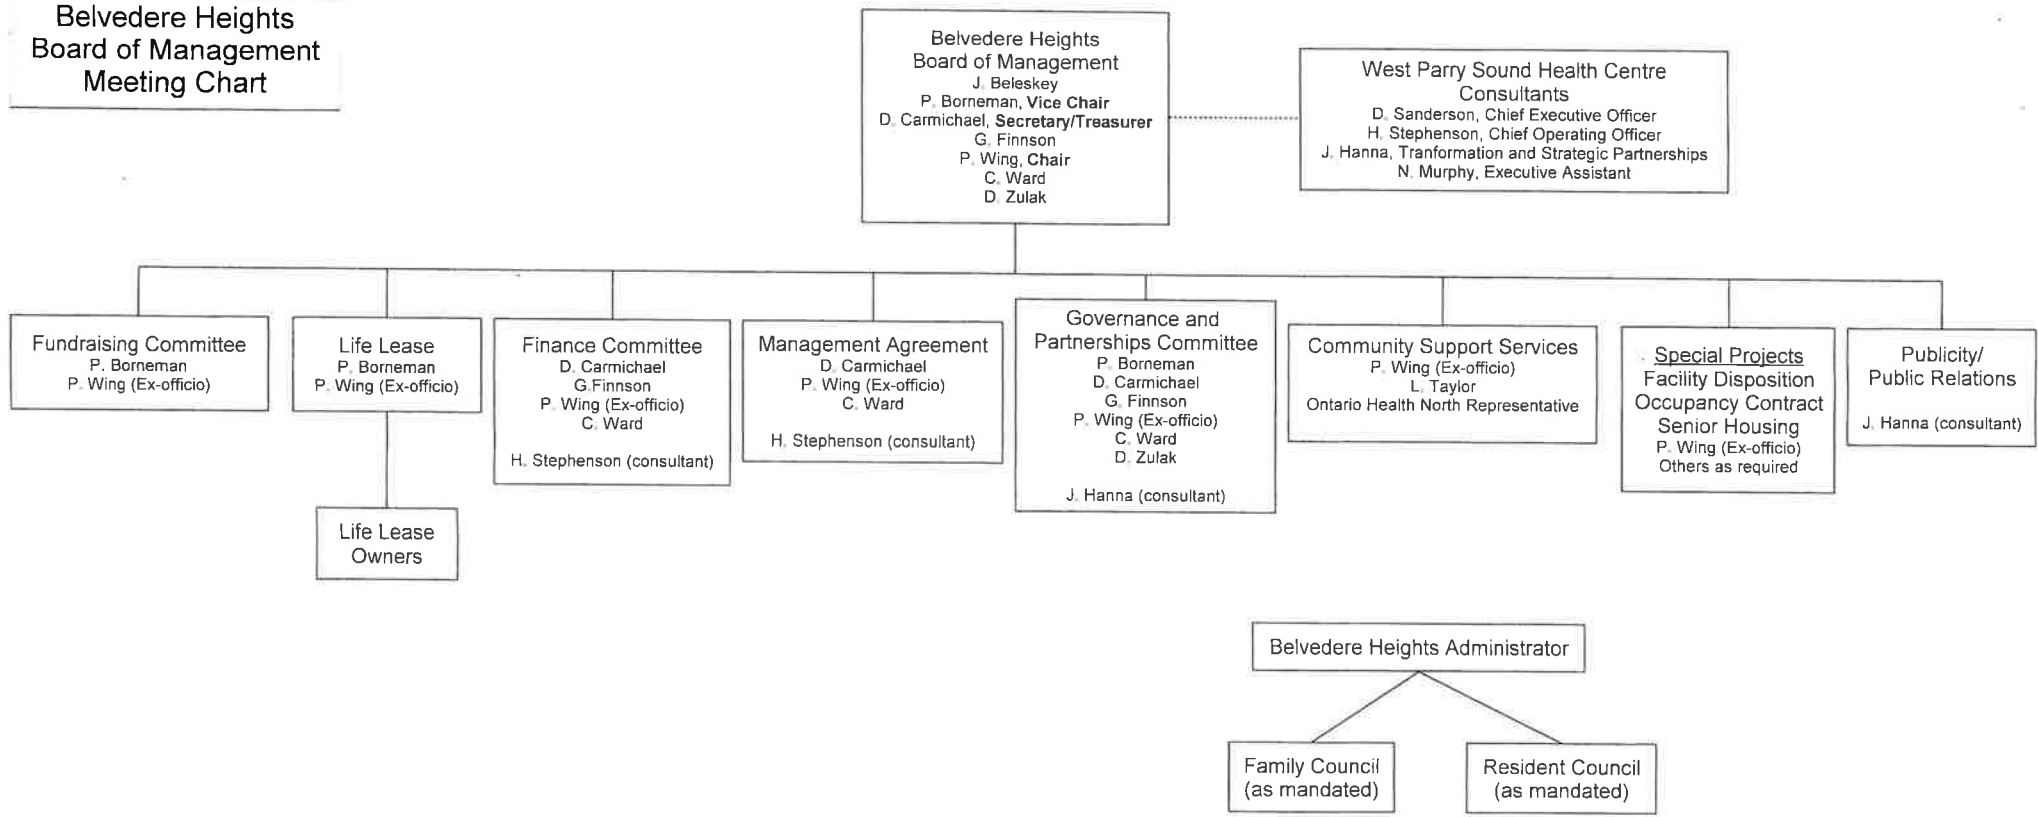 Belvedere Heights
Board of Management
Meeting Chart
Belvedere Heights
Board of Management
J. Beleskey
P. Borneman, Vice Chair
D. Carmichael, Secretary/Treasurer
G. Finnson
P. Wing, Chair
C. Ward
D. Zulak
West Parry Sound Health Centre
Consultants
D. Sanderson, Chief Executive Officer
H. Stephenson, Chief Operating Officer
J. Hanna, Tranformation and Strategic Partnerships
N. Murphy, Executive Assistant
Fundraising Committee
P. Borneman
P. Wing (Ex-officio)
Life Lease
P. Borneman
P. Wing (Ex-officio)
Life Lease
Owners
Finance Committee
D. Carmichael
G.Finnson
P. Wing (Ex-officio)
C. Ward
H. Stephenson (consultant)
Management Agreement
D. Carmichael
P. Wing (Ex-officio)
C. Ward
H. Stephenson (consultant)
Governance and
Partnerships Committee
P. Borneman
D. Carmichael
G. Finnson
P. Wing (Ex-officio)
C. Ward
D. Zulak
J. Hanna (consultant)
Community Support Services
P. Wing (Ex-officio)
L. Taylor
Ontario Health North Representative
Special Projects
Facility Disposition
Occupancy Contract
Senior Housing
P. Wing (Ex-officio)
Others as required
Publicity/
Public Relations
J. Hanna (consultant)
Belvedere Heights Administrator
Family Council
(as mandated)
Resident Council
(as mandated)